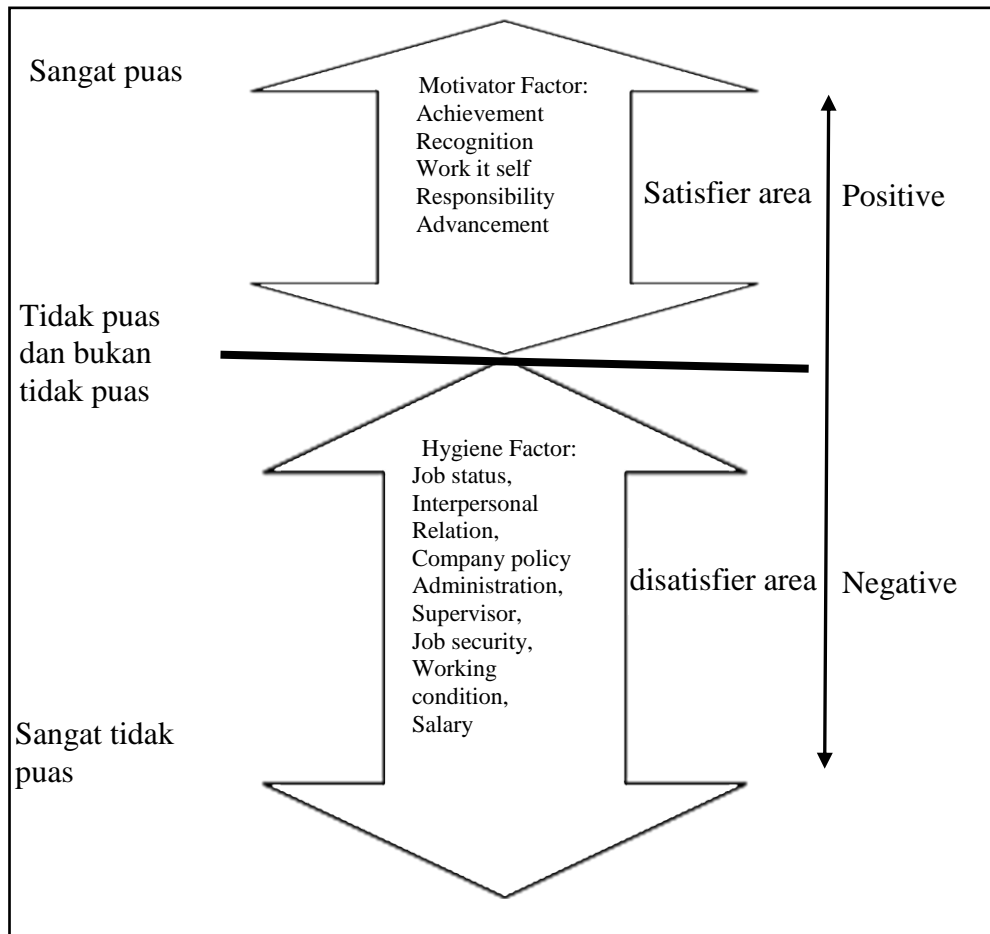 Sangat puas
Motivator Factor:
Achievement
Recognition
Work it self
Responsibility
Advancement
Satisfier area
Positive
Tidak puas
dan bukan
tidak puas
Hygiene Factor:
Job status,
Interpersonal
Relation,
Company policy
Administration,
Supervisor,
Job security,
Working
condition,
Salary
disatisfier area
Negative
Sangat tidak
puas